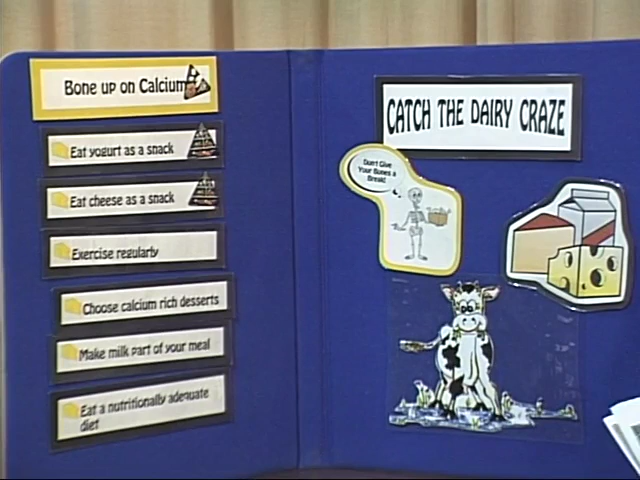 Bone up on Calcium
Eat yogurt as a snack
Eat cheese as a snack
Exercise regularly
Choose calcium rich desserts
Make milk part of your meal
Eat a nutritionally adequate
diet
CATCH THE DAIRY CRAZE
Don't Give
Your Bones a
Break!